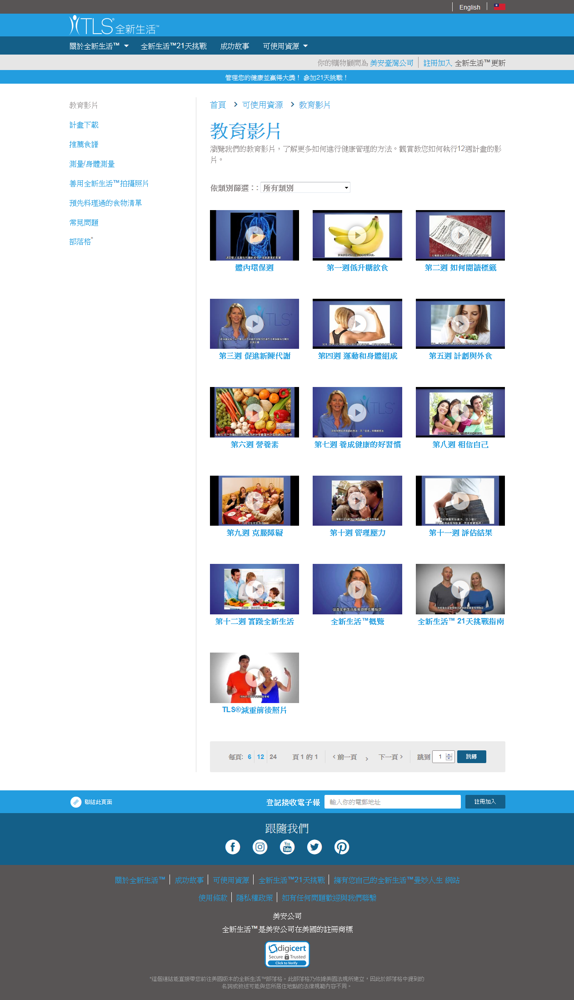 English
TLS® 全新生活™
關於全新生活™ 全新生活™21天挑戰 成功故事 可使用資源
你的購物顧問為 美安臺灣公司 註冊加入 全新生活™更新
管理您的健康並贏得大獎！ 參加21天挑戰！
教育影片
計畫下載
推薦食譜
測量/身體測量
善用全新生活™拍攝照片
預先料理過的食物清單
常見問題
部落格*
首頁 可使用資源 教育影片
教育影片
瀏覽我們的教育影片，了解更多如何進行健康管理的方法。觀賞教您如何執行12週計畫的影
片。
依類別篩選：: 所有類別
體內環保週 第一週低升糖飲食 第二週 如何閱讀標籤
TLS
第三週 促進新陳代謝 第四週 運動和身體組成 第五週 計劃與外食
TLS
第六週 營養素 第七週 養成健康的好習慣 第八週 相信自己
第九週 克服障礙 第十週 管理壓力 第十一週 評估結果
但是全新生活能幫助降低體脂肪
第十二週 實踐全新生活 全新生活™概覽 全新生活™ 21天挑戰指南
TLS®減重前後照片
每頁: 6 12 24 頁 1 的 1 前一頁 下一頁 跳到 1 跳轉
聯結此頁面 登記接收電子報 輸入你的電郵地址 註冊加入
跟隨我們
You Tube
關於全新生活™ 成功故事 可使用資源 全新生活™21天挑戰 擁有您自己的全新生活™曼妙人生 網站
使用條款 隱私權政策 如有任何問題歡迎與我們聯繫
美安公司
全新生活™是美安公司在美國的註冊商標
digicert
Secure Trusted
Click to Verify
*這個連結能直接帶您前往美國版本的全新生活™部落格。此部落格乃依據美國法規所建立，因此於部落格中提到的
名詞或敘述可能與您所居住地點的法律規範內容不同。